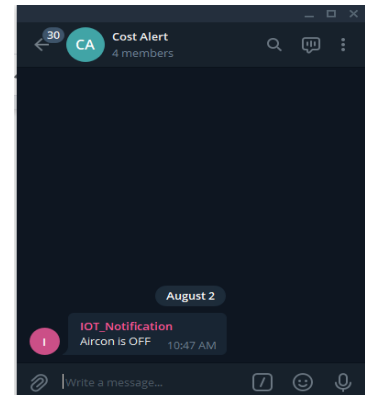 30
CA
Cost Alert
4 members
August 2
IOT_Notification
I
Aircon is OFF 10:47 AM
Write a message...